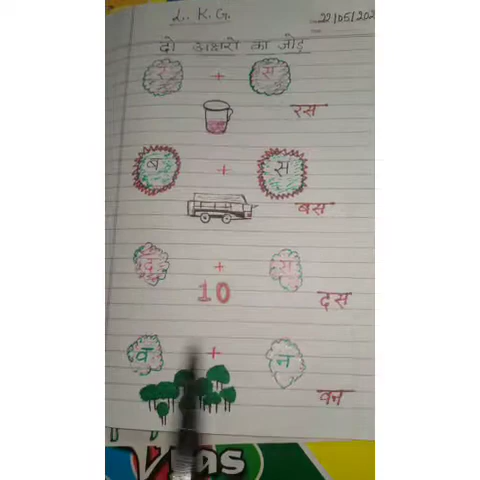 L. K. G.
22/05/202
दो अक्षरो का जोड़
र + स
रस
ब + स
बस
द + स
10
दस
व + न
वन